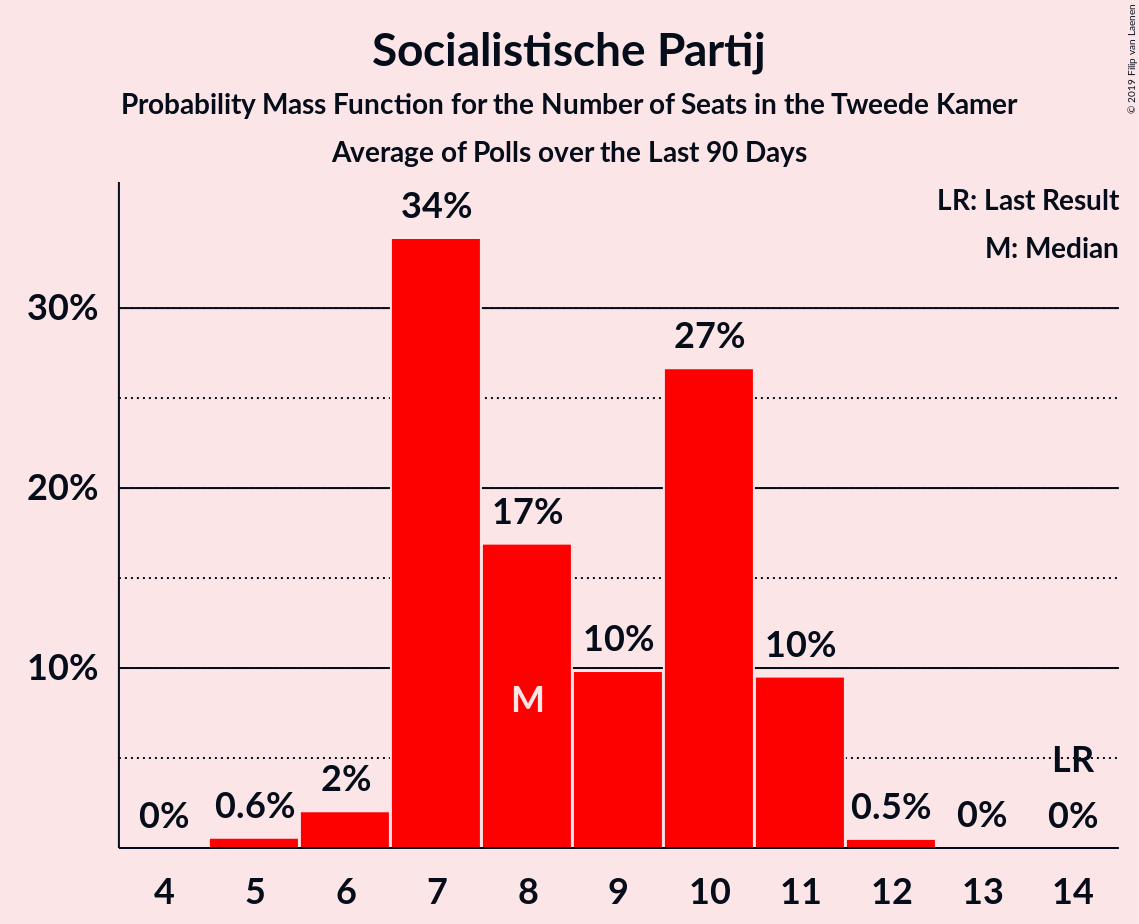 Socialistische Partij
Probability Mass Function for the Number of Seats in the Tweede Kamer
Average of Polls over the Last 90 Days
© 2019 Filip van Laenen
LR: Last Result
M: Median
34%
30%
27%
20%
17%
10%
10%
10%
M
LR
2%
0%
0.6%
0.5%
0%
0%
4 5 6 7 8 9 10 11 12 13 14